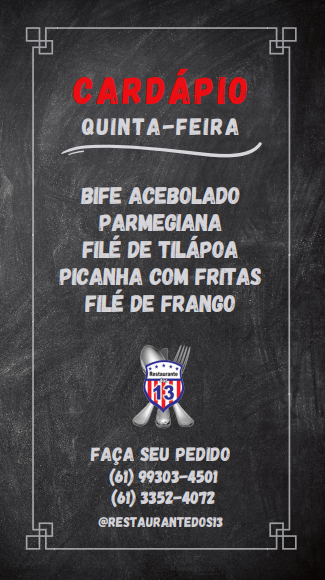 CARDÁPIO
QUINTA-FEIRA
BIFE ACEBOLADO
PARMEGIANA
FILÉ DE TILÁPOA
PICANHA COM FRITAS
FILÉ DE FRANGO
Restaurante
13
FAÇA SEU PEDIDO
(61) 99303-4501
(61) 3352-4072
@RESTAURANTEDOS13